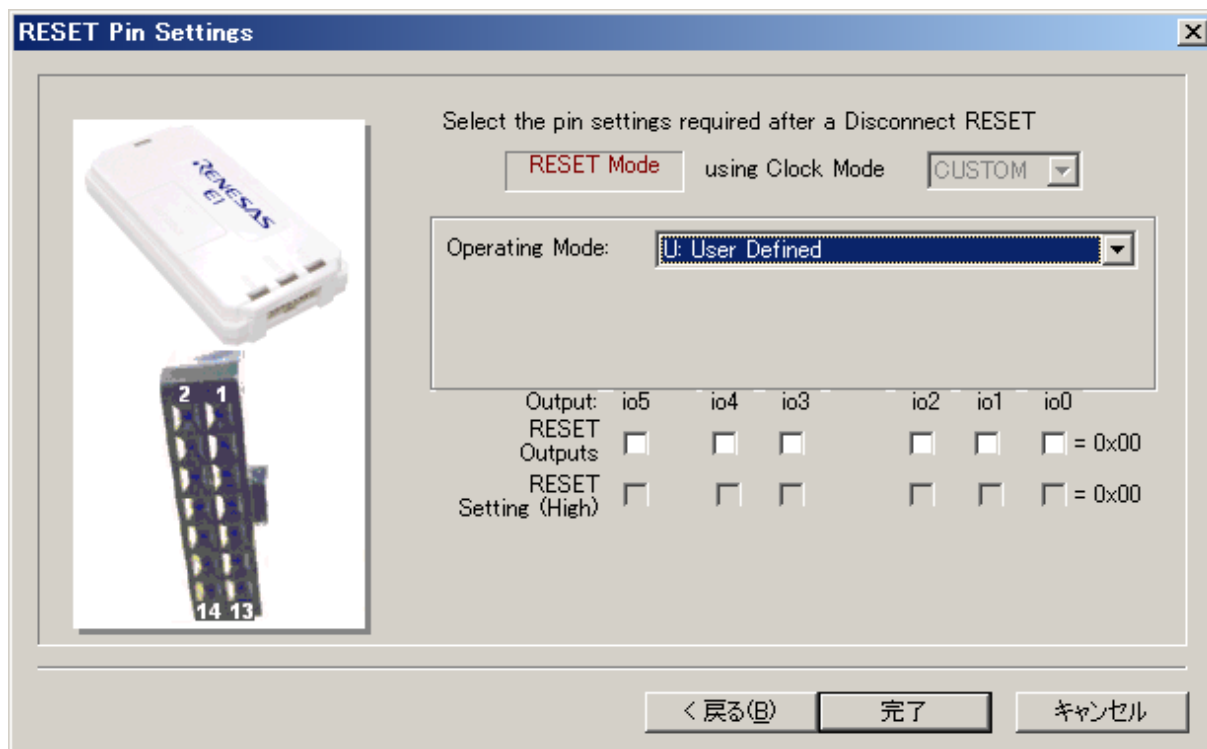 RESET Pin Settings
Select the pin settings required after a Disconnect RESET
RESET Mode using Clock Mode CUSTOM
RENESAS
E1
Operating Mode: U: User Defined
2 1
Output: io5 io4 io3 io2 io1 io0
RESET
Outputs = 0x00
RESET
Setting (High) = 0x00
14 13
< 戻る(B) 完了 キャンセル